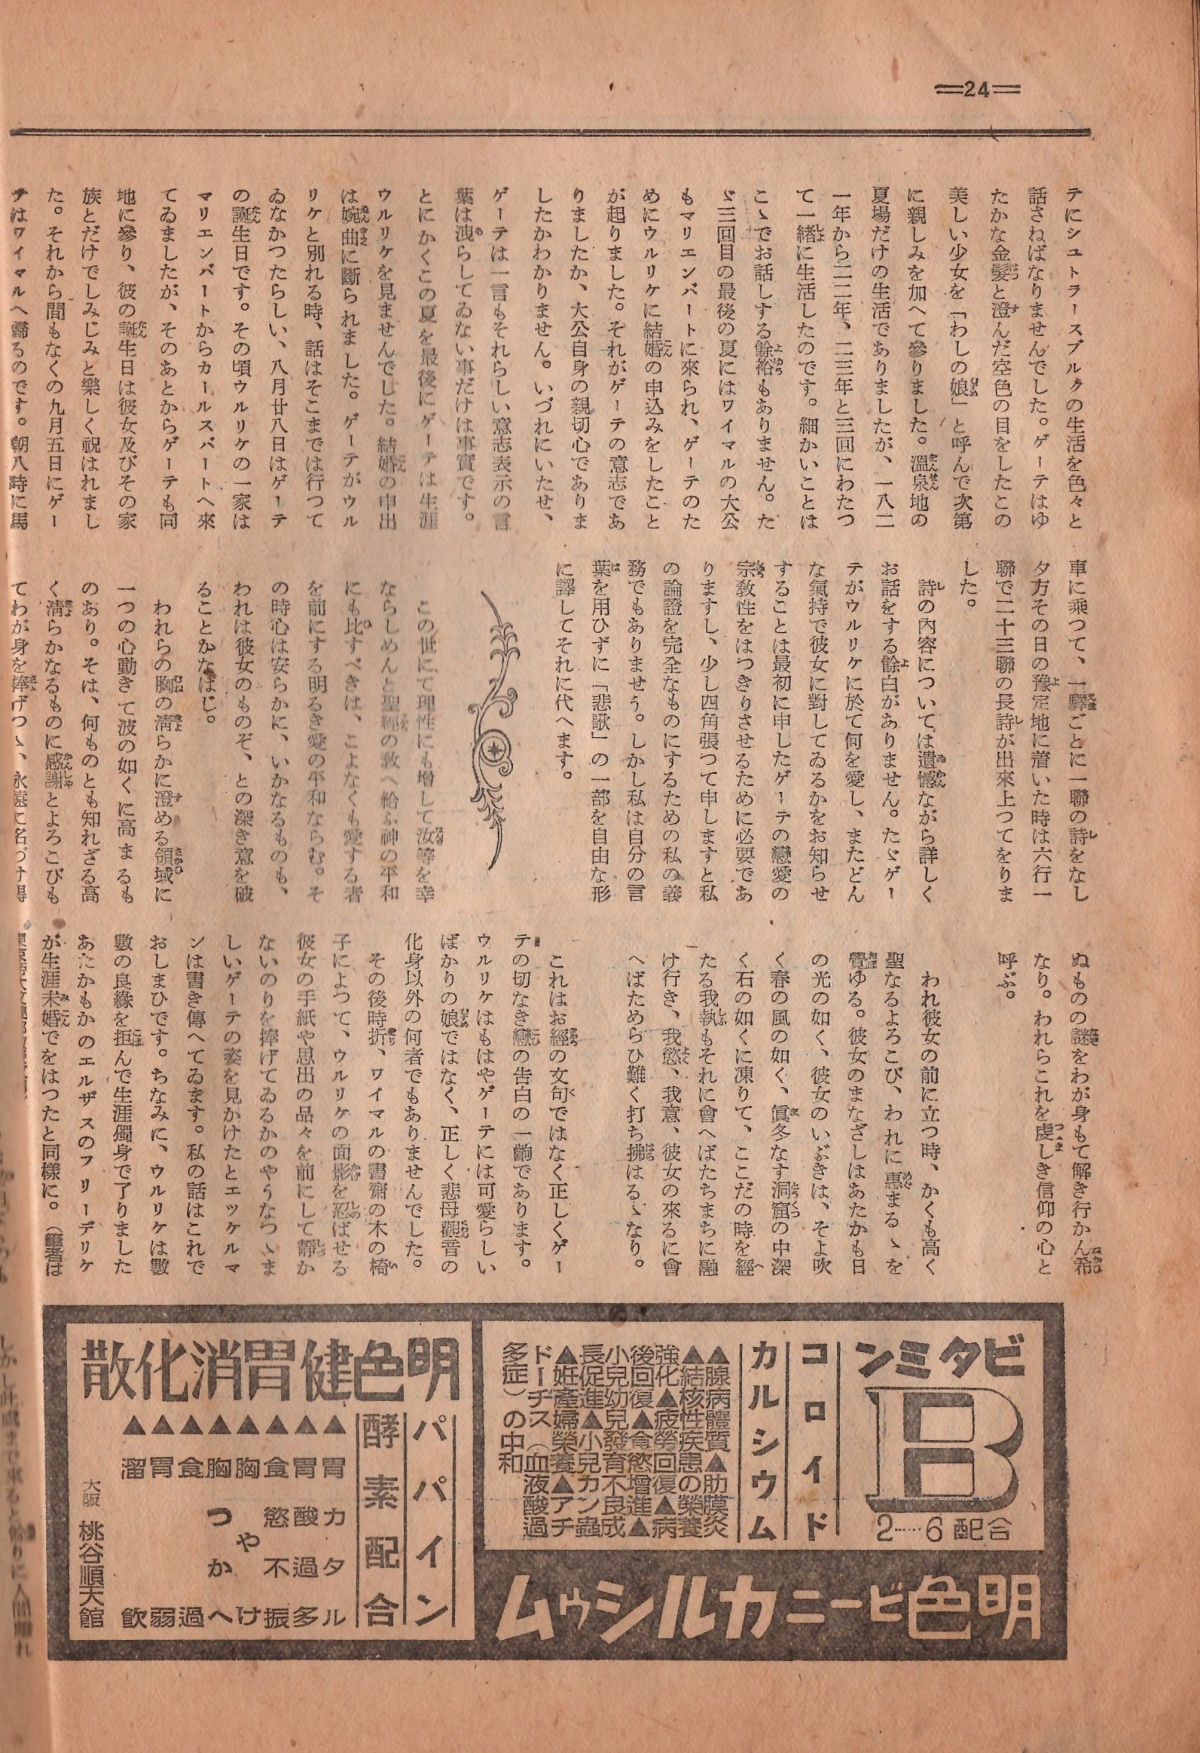 ＝24＝
テにシュトラースブルクの生活を色々と
話さねばなりませんでした。ゲーテはゆ
たかな金髪と澄んだ空色の目をしたこの
美しい少女を「わしの娘」と呼んで次第
に親しみを加へて參りました。溫泉地の
夏場だけの生活でありましたが、一八二
一年から二二年、二三年と三回にわたつ
て一緒に生活したのです。細かいことは
こゝでお話しする餘裕もありません。た
ゞ三回目の最後の夏にはワイマルの大公
もマリエンバートに來られ、ゲーテのた
めにウルリケに結婚の申込みをしたこと
が起りました。それがゲーテの意志であ
りましたか、大公自身の親切心でありま
したかわかりません。いづれにいたせ、
ゲーテは一言もそれらしい意志表示の言
葉は洩らしてゐない事だけは事實です。
とにかくこの夏を最後にゲーテは生涯
ウルリケを見ませんでした。結婚の申出
は婉曲に斷られました。ゲーテがウル
リケと別れる時、話はそこまでは行つて
ゐなかつたらしい、八月廿八日はゲーテ
の誕生日です。その頃ウルリケの一家は
マリエンバートからカールスバートへ來
てゐましたが、そのあとからゲーテも同
地に參り、彼の誕生日は彼女及びその家
族とだけでしみじみと樂しく祝はれまし
た。それから間もなくの九月五日にゲー
テはワイマルへ歸るのです。朝八時に馬
車に乘つて、一驛ごとに一聯の詩をなし
夕方その日の豫定地に着いた時は六行一
聯で二十三聯の長詩が出來上つてをりま
した。
詩の内容については遺憾ながら詳しく
お話をする餘白がありません。たゞゲー
テがウルリケに於て何を愛し、またどん
な氣持で彼女に對してゐるかをお知らせ
することは最初に申したゲーテの戀愛の
宗敎性をはつきりさせるために必要であ
りますし、少し四角張つて申しますと私
の論證を完全なものにするための私の義
務でもありませう。しかし私は自分の言
葉を用ひずに「悲歌」の一部を自由な形
に譯してそれに代へます。
この世にて理性にも增して汝等を幸
ならしめんと聖經の敎へ給ふ神の平和
にも比すべきは、こよなくも愛する者
を前にする明るき愛の平和ならむ。そ
の時心は安らかに、いかなるものも、
われは彼女のものぞ、との深き意を破
ることかなはじ。
われらの胸の淸らかに澄める領域に
一つの心動きて波の如くに高まるも
のあり。そは、何ものとも知れざる高
く淸らかなるものに感謝とよろこびも
てわが身を捧げつゝ、永遠に名づけ得
ぬものの謎をわが身もて解き行かん希
なり。われらこれを虔しき信仰の心と
呼ぶ。
われ彼女の前に立つ時、かくも高く
聖なるよろこび、われに惠まるゝを
覺ゆる。彼女のまなざしはあたかも日
の光の如く、彼女のいぶきは、そよ吹
く春の風の如く、眞冬なす洞窟の中深
く石の如くに凍りて、ここだの時を經
たる我執もそれに會へばたちまちに融
け行き、我慾、我意、彼女の來るに會
へばためらひ難く打ち拂はるゝなり。
これはお經の文句ではなく正しくゲー
テの切なき戀の告白の一齣であります。
ウルリケはもはやゲーテには可愛らしい
ばかりの娘ではなく、正しく悲母觀音の
化身以外の何者でもありませんでした。
その後時折、ワイマルの書齋の木の椅
子によつて、ウルリケの面影を忍ばせる
彼女の手紙や思出の品々を前にして靜か
ないのりを捧げてゐるかのやうなつゝま
しいゲーテの姿を見かけたとエッケルマ
ンは書き傳へてゐます。私の話はこれで
おしまひです。ちなみに、ウルリケは數
數の良緣を拒んで生涯獨身で了りました
あたかもかのエルザスのフリーデリケ
が生涯未婚でをはつたと同樣に。（筆者は
ビタミン
B
2……6配合
コロイド
カルシウム
▲腺病體質▲肋膜炎
▲結核性疾患の榮養
強化▲疲勞回復▲病
後回復▲食慾增進▲
小兒幼兒發育不良成
長促進▲小兒カン蟲
▲妊產婦榮養▲アチ
ドーヂス（血液酸過
多症）の中和
明色ビーニカルシウム
明色健胃消化散
パパイン
酵素配合
▲胃カタル
▲胃酸過多
▲食慾不振
▲胸やけ
▲胸つかへ
▲食過
▲胃弱
▲溜飮
大阪 桃谷順天館